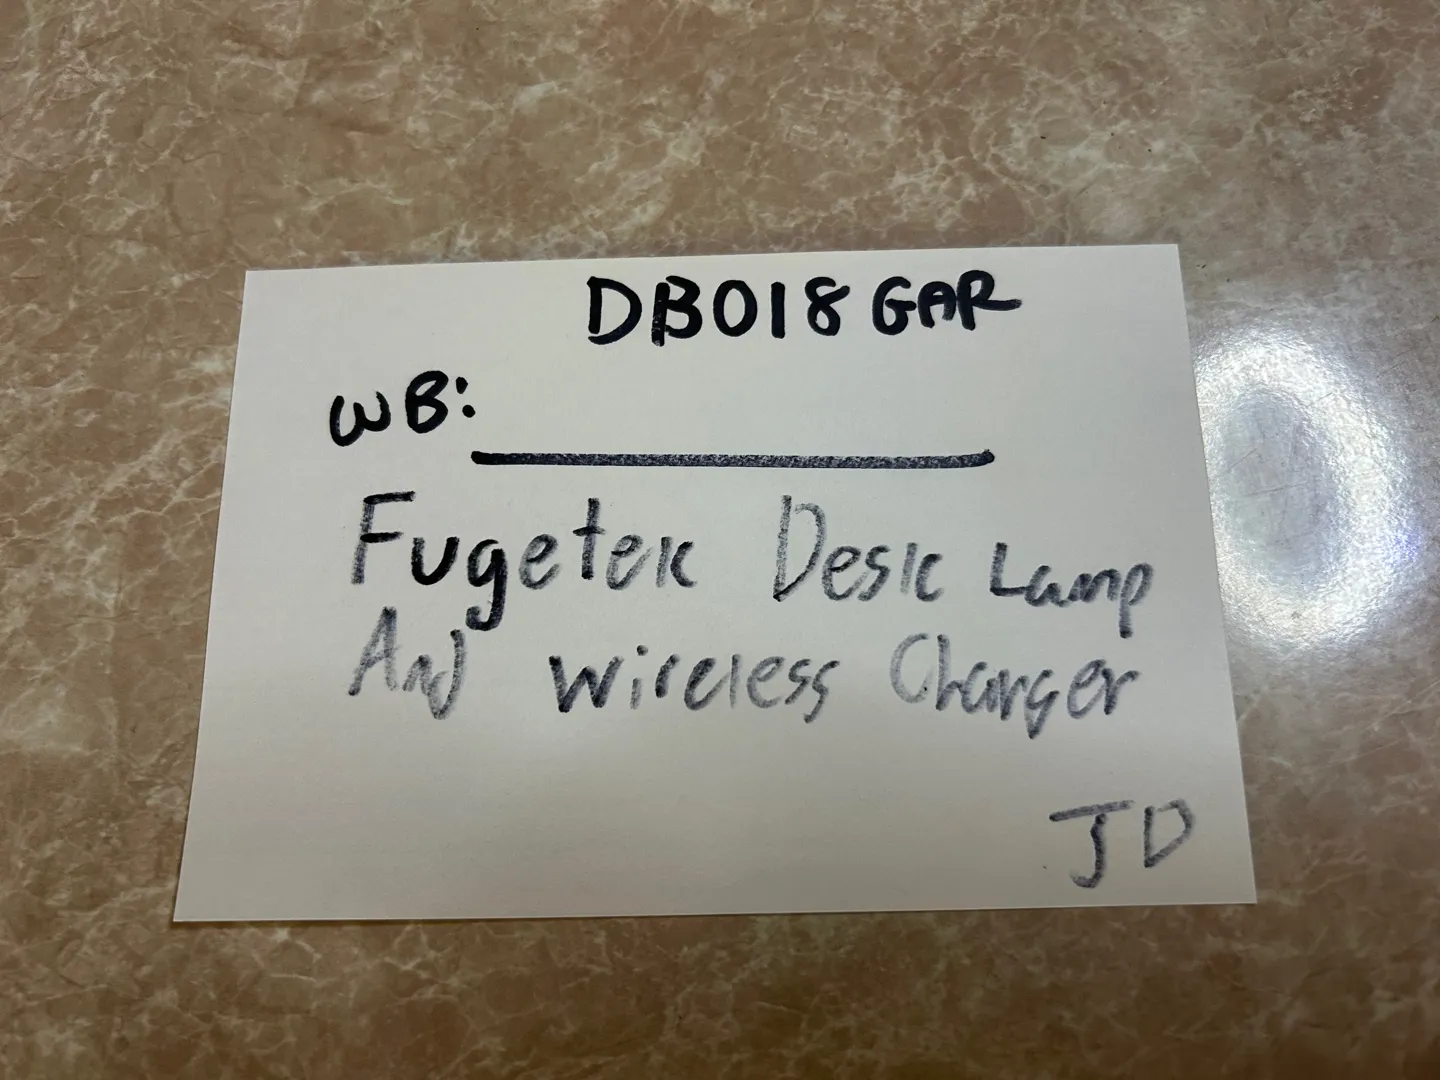 DB018GAR
WB:
Fugetek Desk Lamp
And wireless Charger
JD